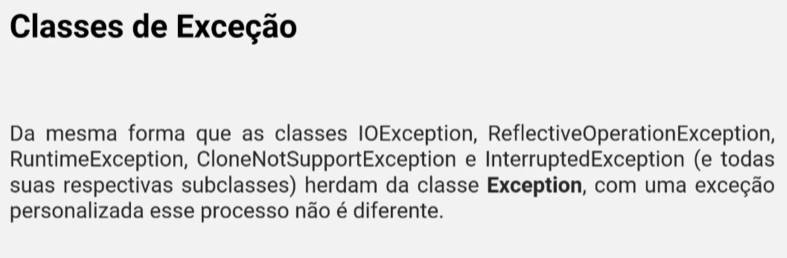 Classes de Exceção
Da mesma forma que as classes IOException, ReflectiveOperationException,
RuntimeException, CloneNotSupportException e InterruptedException (e todas
suas respectivas subclasses) herdam da classe Exception, com uma exceção
personalizada esse processo não é diferente.